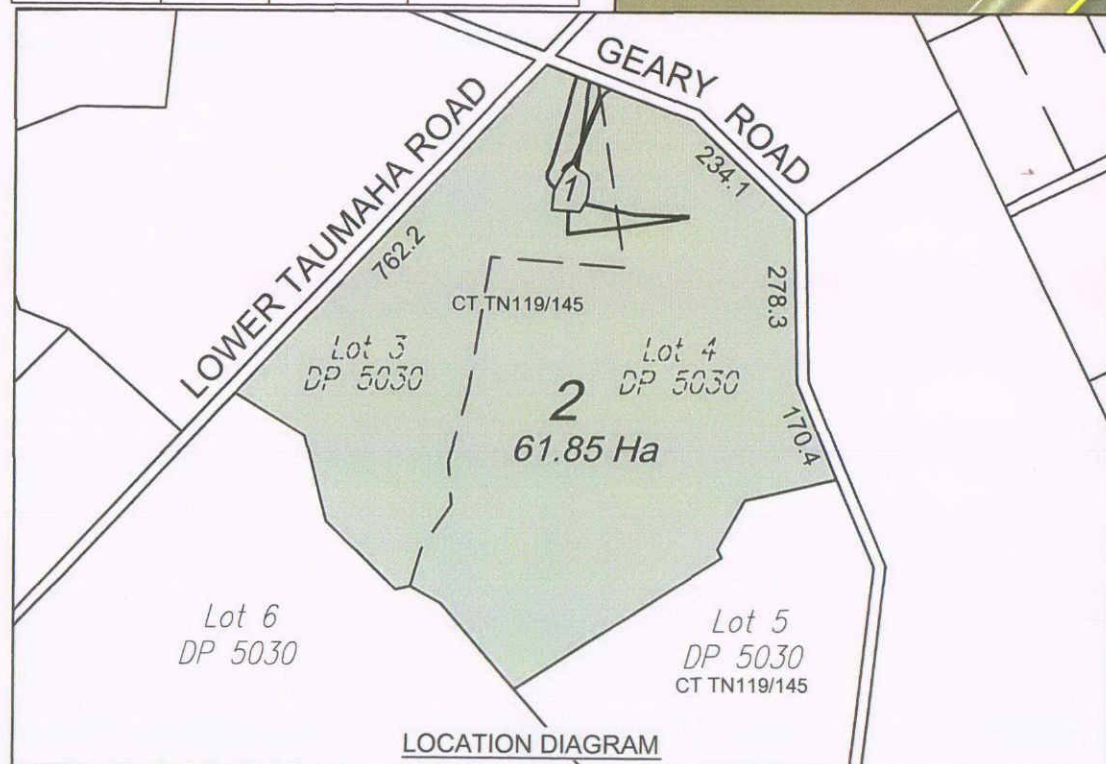 GEARY ROAD
LOWER TAUMAHA ROAD
234.1
1
762.2
278.3
CT TN119/145
Lot 3
DP 5030
Lot 4
DP 5030
2
61.85 Ha
170.4
Lot 6
DP 5030
Lot 5
DP 5030
CT TN119/145
LOCATION DIAGRAM